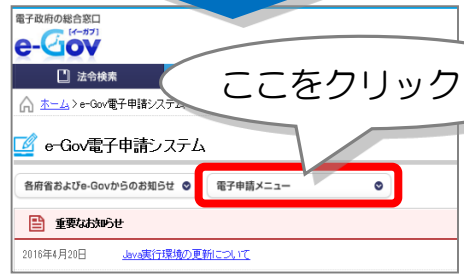 電子政府の総合窓口
[イーガブ]
e-Gov
法令検索
ここをクリック
ホーム > e-Gov電子申請システム
e-Gov電子申請システム
各府省およびe-Govからのお知らせ
電子申請メニュー
重要なお知らせ
2016年4月20日 Java実行環境の更新について